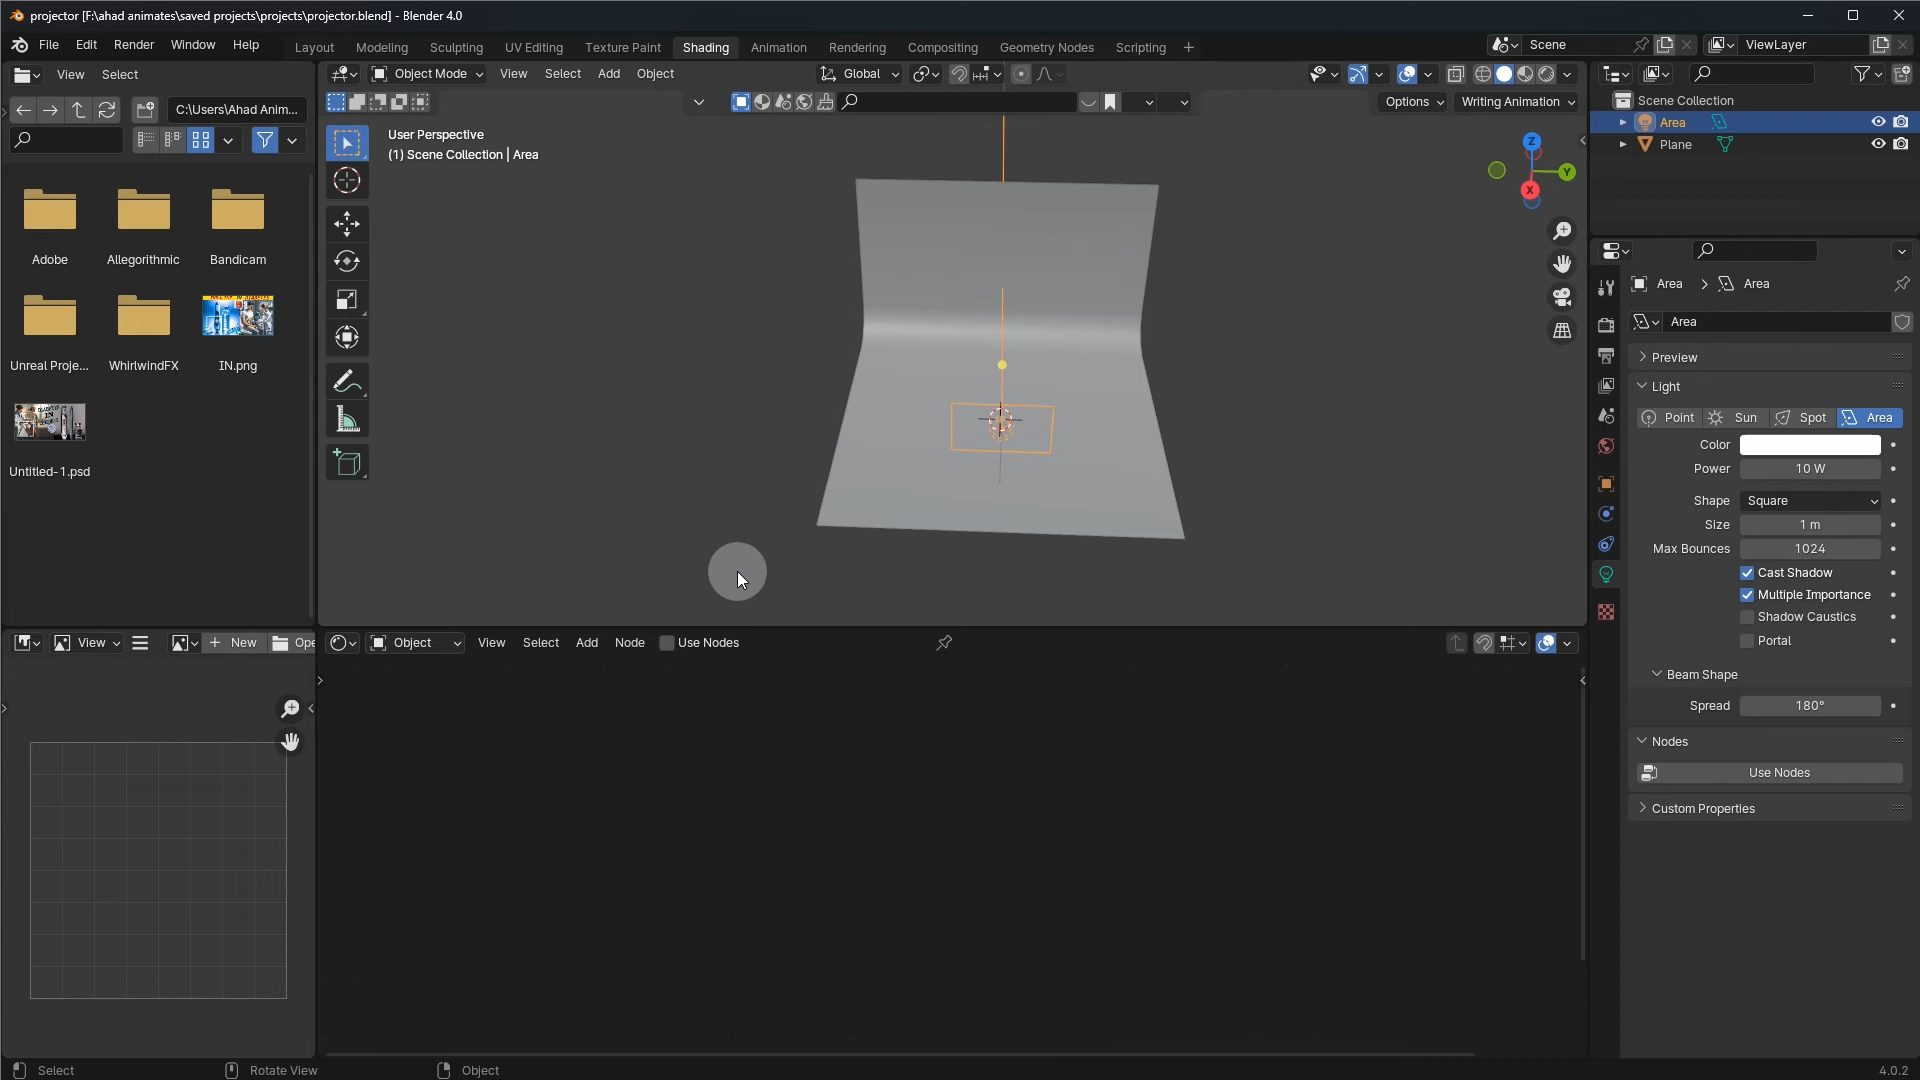 projector [F:\ahad animates\saved projects\projects\projector.blend] - Blender 4.0
File Edit Render Window Help
Layout Modeling Sculpting UV Editing Texture Paint Shading Animation Rendering Compositing Geometry Nodes Scripting +
Scene
ViewLayer
View Select
C:\Users\Ahad Anim...
Adobe
Allegorithmic
Bandicam
Unreal Proje...
WhirlwindFX
IN.png
Untitled-1.psd
Object Mode View Select Add Object
Global
Options
Writing Animation
User Perspective
(1) Scene Collection | Area
Z
Y
X
View
New
Ope
Object View Select Add Node Use Nodes
Scene Collection
Area
Plane
Area > Area
Area
Preview
Light
Point Sun Spot Area
Color
Power 10 W
Shape Square
Size 1 m
Max Bounces 1024
Cast Shadow
Multiple Importance
Shadow Caustics
Portal
Beam Shape
Spread 180°
Nodes
Use Nodes
Custom Properties
Select
Rotate View
Object
4.0.2